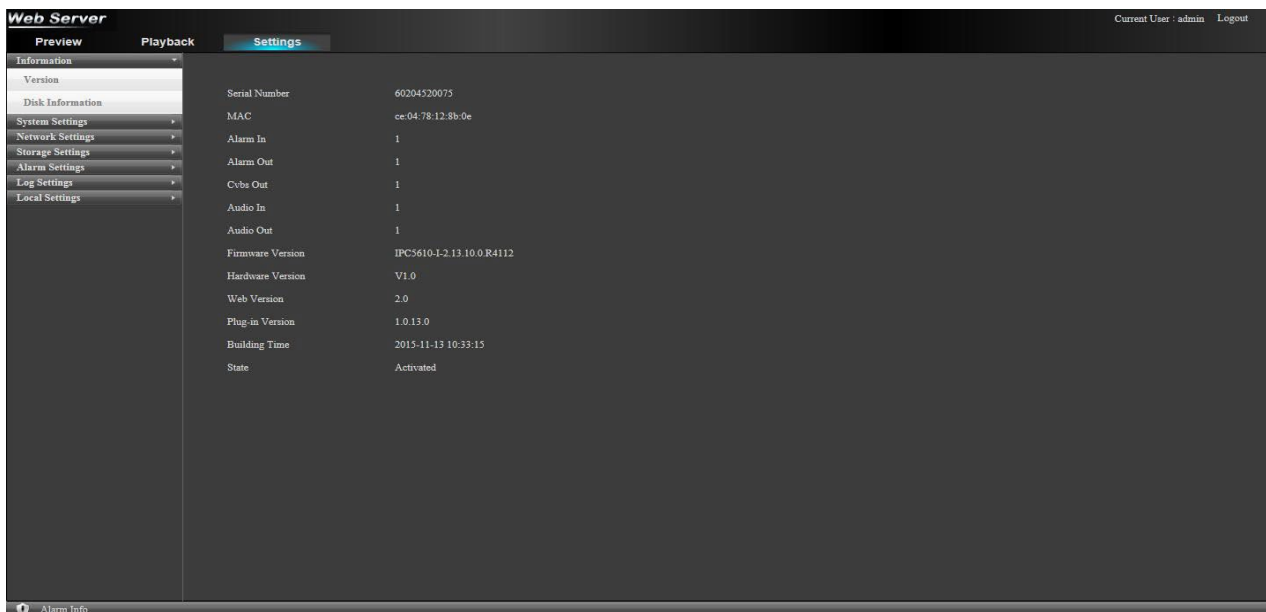 Web Server
Current User : admin Logout
Preview Playback Settings
Information
Version
Disk Information
System Settings
Network Settings
Storage Settings
Alarm Settings
Log Settings
Local Settings
Serial Number 60204520075
MAC ce:04:78:12:8b:0e
Alarm In 1
Alarm Out 1
Cvbs Out 1
Audio In 1
Audio Out 1
Firmware Version IPC5610-I-2.13.10.0.R4112
Hardware Version V1.0
Web Version 2.0
Plug-in Version 1.0.13.0
Building Time 2015-11-13 10:33:15
State Activated
Alarm Info